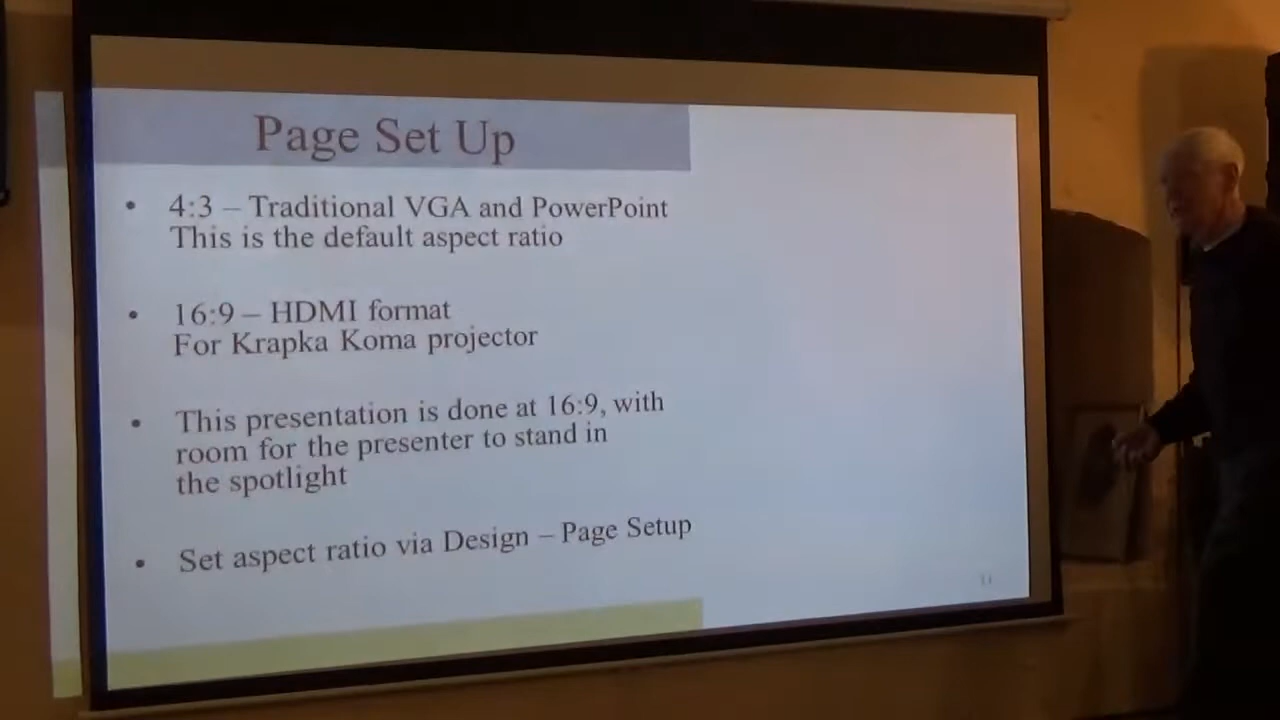 Page Set Up
• 4:3 – Traditional VGA and PowerPoint
This is the default aspect ratio
• 16:9 – HDMI format
For Krapka Koma projector
• This presentation is done at 16:9, with
room for the presenter to stand in
the spotlight
• Set aspect ratio via Design – Page Setup